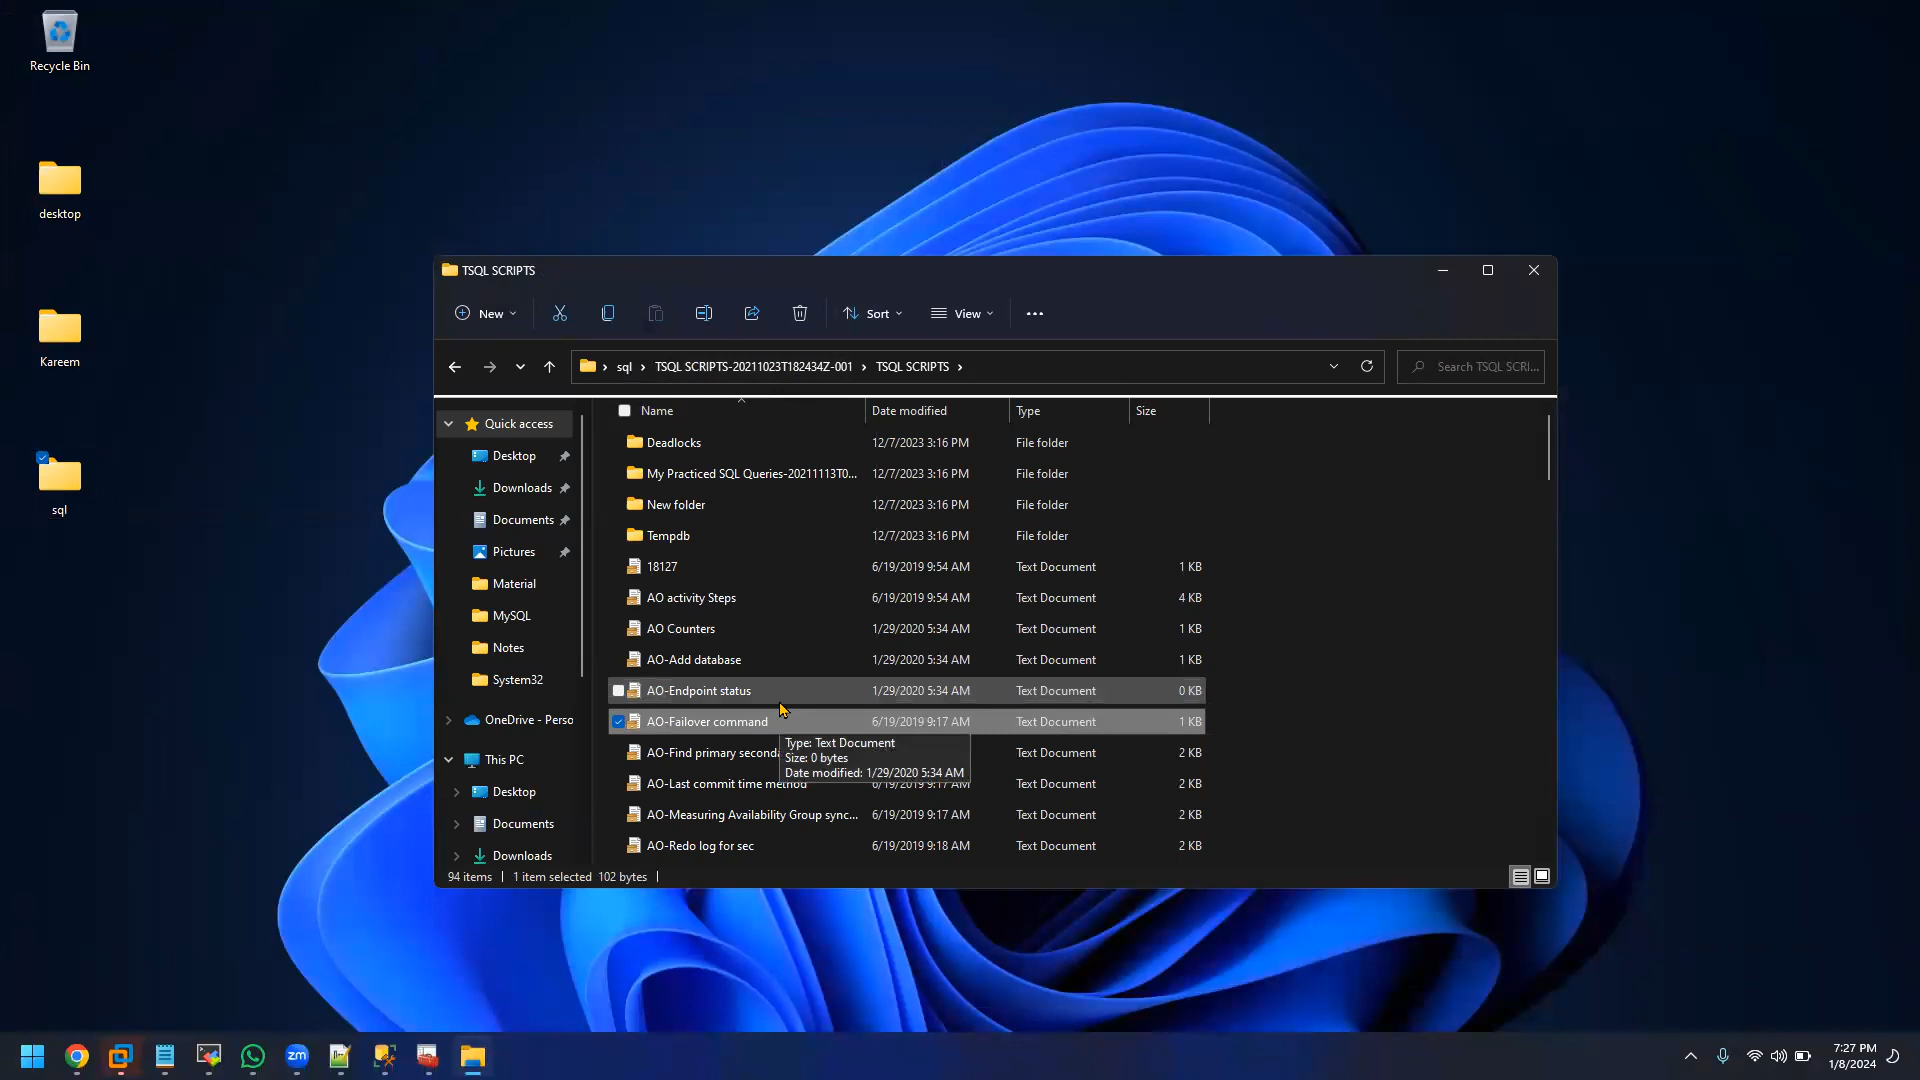 Recycle Bin
desktop
Kareem
sql
TSQL SCRIPTS
New
Sort
View
sql
TSQL SCRIPTS-20211023T182434Z-001
TSQL SCRIPTS
Search TSQL SCRI...
Quick access
Desktop
Downloads
Documents
Pictures
Material
MySQL
Notes
System32
OneDrive - Perso
This PC
Desktop
Documents
Downloads
Name Date modified Type Size
Deadlocks 12/7/2023 3:16 PM File folder
My Practiced SQL Queries-20211113T0... 12/7/2023 3:16 PM File folder
New folder 12/7/2023 3:16 PM File folder
Tempdb 12/7/2023 3:16 PM File folder
18127 6/19/2019 9:54 AM Text Document 1 KB
AO activity Steps 6/19/2019 9:54 AM Text Document 4 KB
AO Counters 1/29/2020 5:34 AM Text Document 1 KB
AO-Add database 1/29/2020 5:34 AM Text Document 1 KB
AO-Endpoint status 1/29/2020 5:34 AM Text Document 0 KB
AO-Failover command 6/19/2019 9:17 AM Text Document 1 KB
AO-Find primary seconda 6/19/2019 9:17 AM Text Document 2 KB
AO-Last commit time method 6/19/2019 9:17 AM Text Document 2 KB
AO-Measuring Availability Group sync... 6/19/2019 9:17 AM Text Document 2 KB
AO-Redo log for sec 6/19/2019 9:18 AM Text Document 2 KB
Type: Text Document
Size: 0 bytes
Date modified: 1/29/2020 5:34 AM
94 items
1 item selected 102 bytes
zm
7:27 PM
1/8/2024